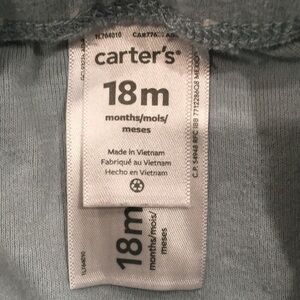 carter's
18m
months/mois/
meses
Made in Vietnam
Fabriqué au Vietnam
Hecho en Vietnam
18m
months/mois/
meses